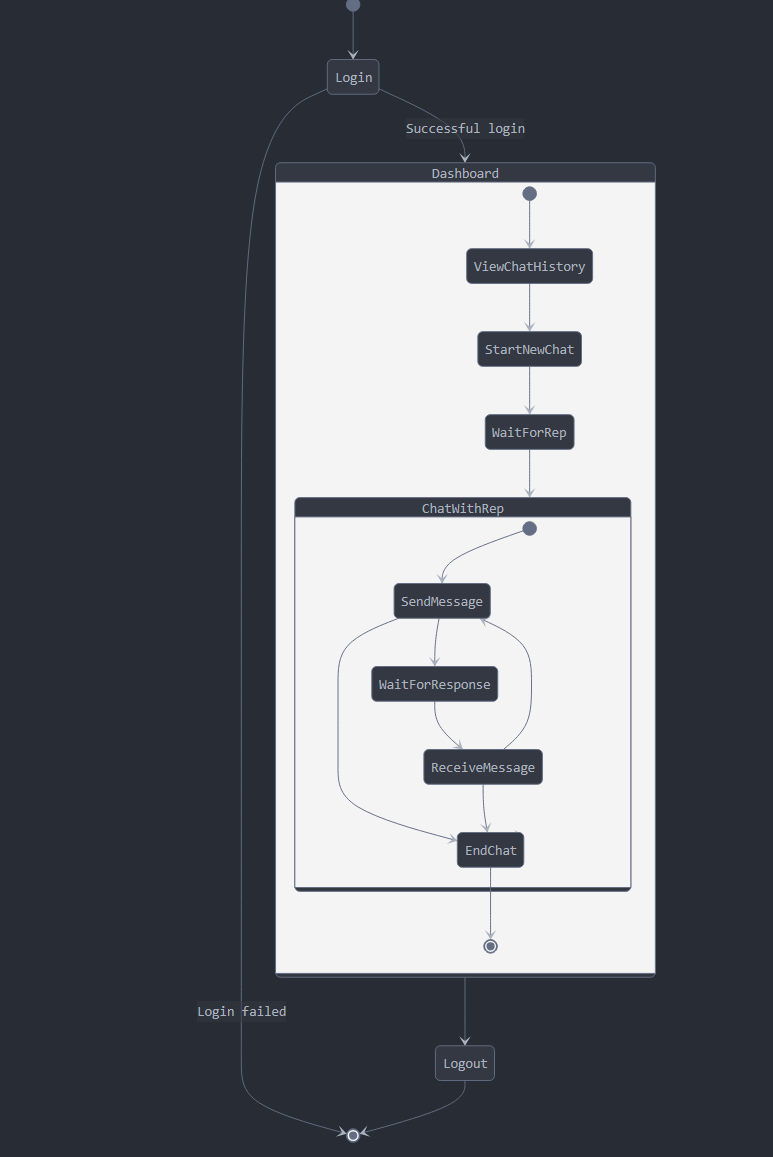 Login
Successful login
Dashboard
ViewChatHistory
StartNewChat
WaitForRep
ChatWithRep
SendMessage
WaitForResponse
ReceiveMessage
EndChat
Login failed
Logout